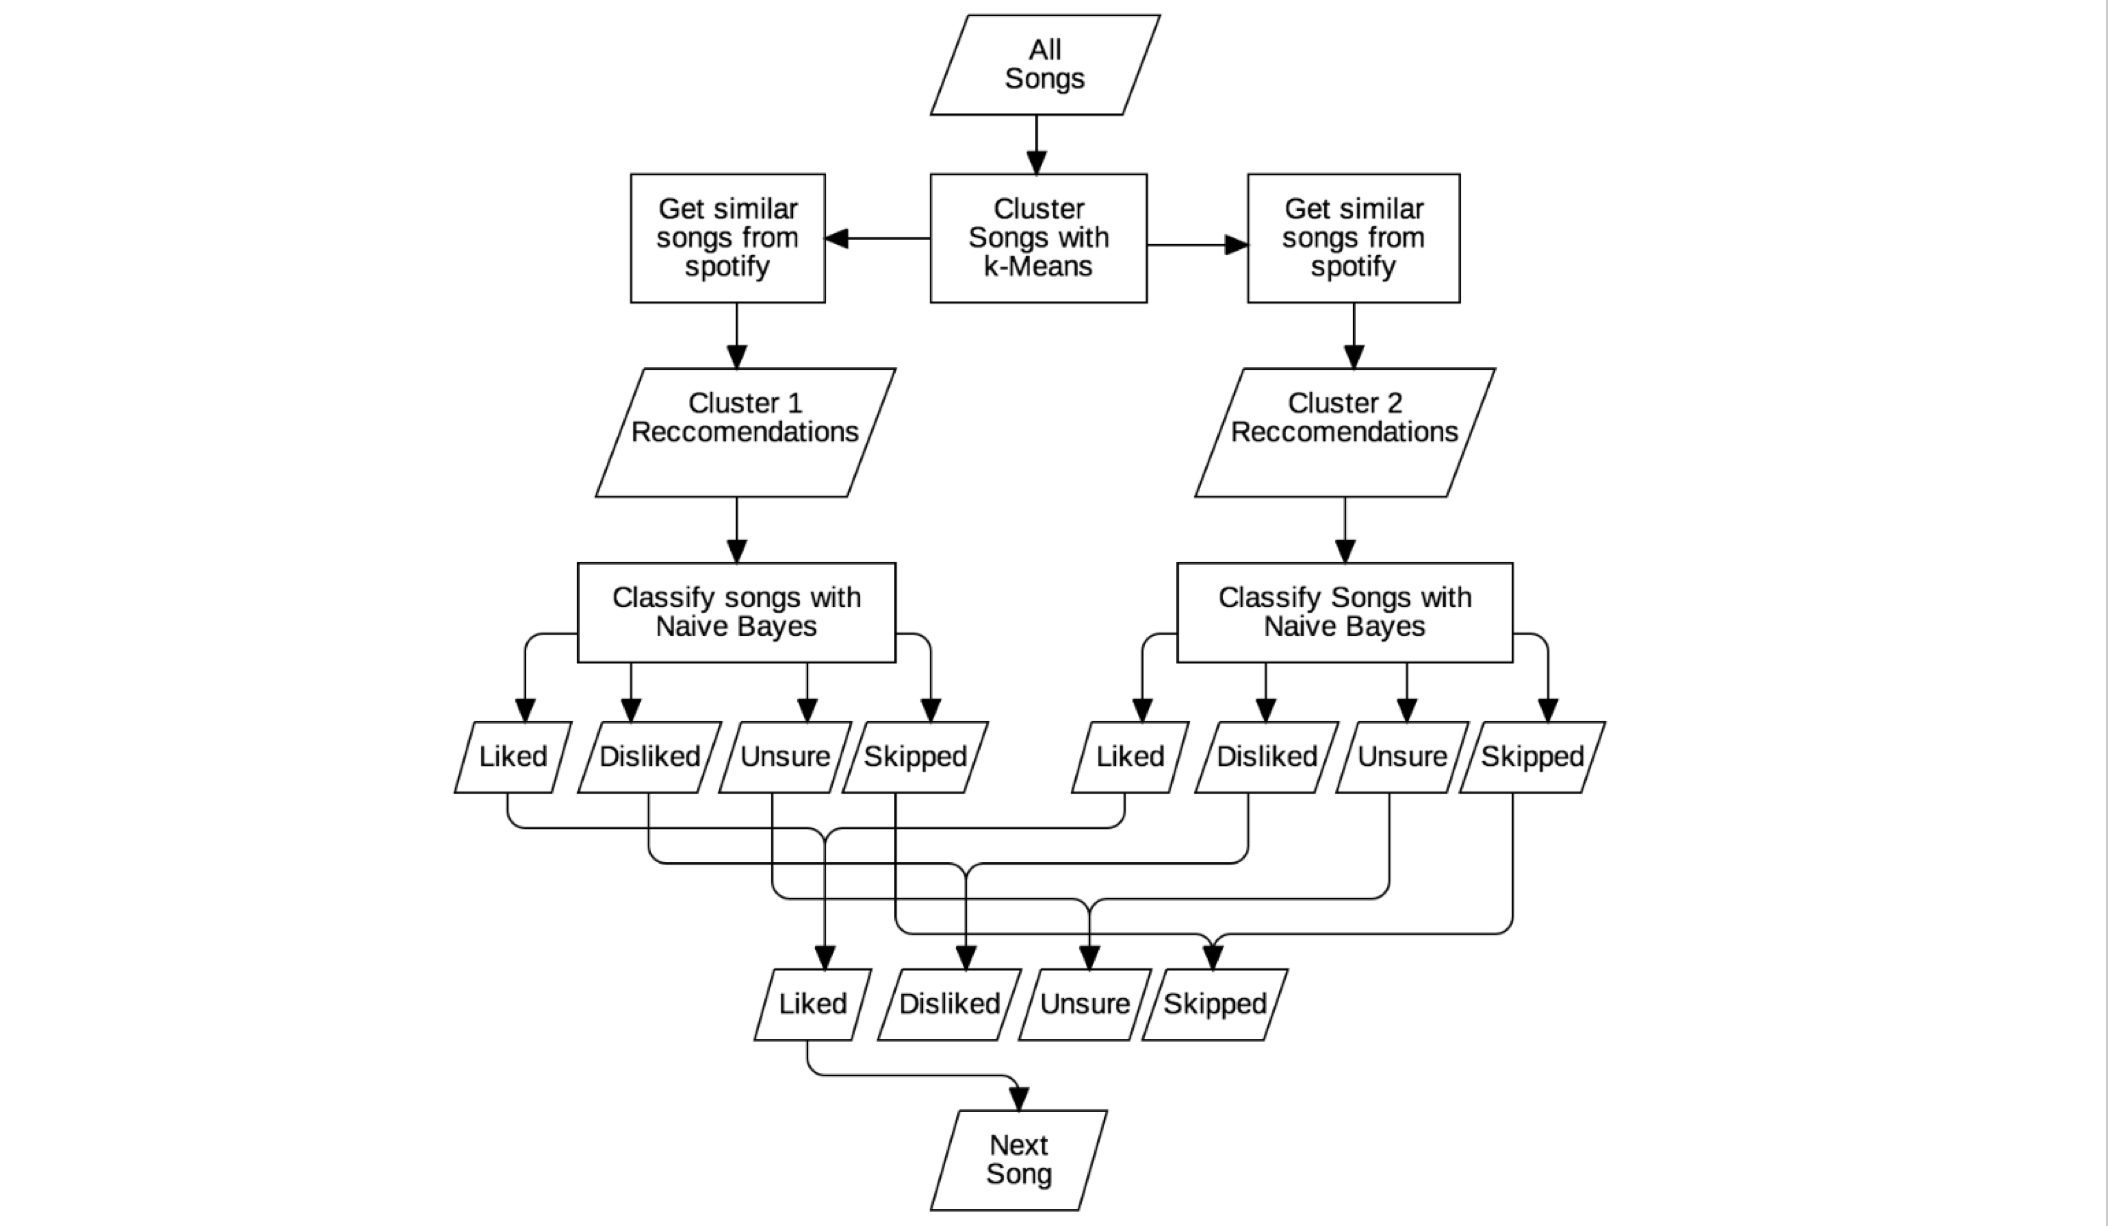 All
Songs
Get similar
songs from
spotify
Cluster
Songs with
k-Means
Get similar
songs from
spotify
Cluster 1
Reccomendations
Cluster 2
Reccomendations
Classify songs with
Naive Bayes
Classify Songs with
Naive Bayes
Liked
Disliked
Unsure
Skipped
Liked
Disliked
Unsure
Skipped
Liked
Disliked
Unsure
Skipped
Next
Song